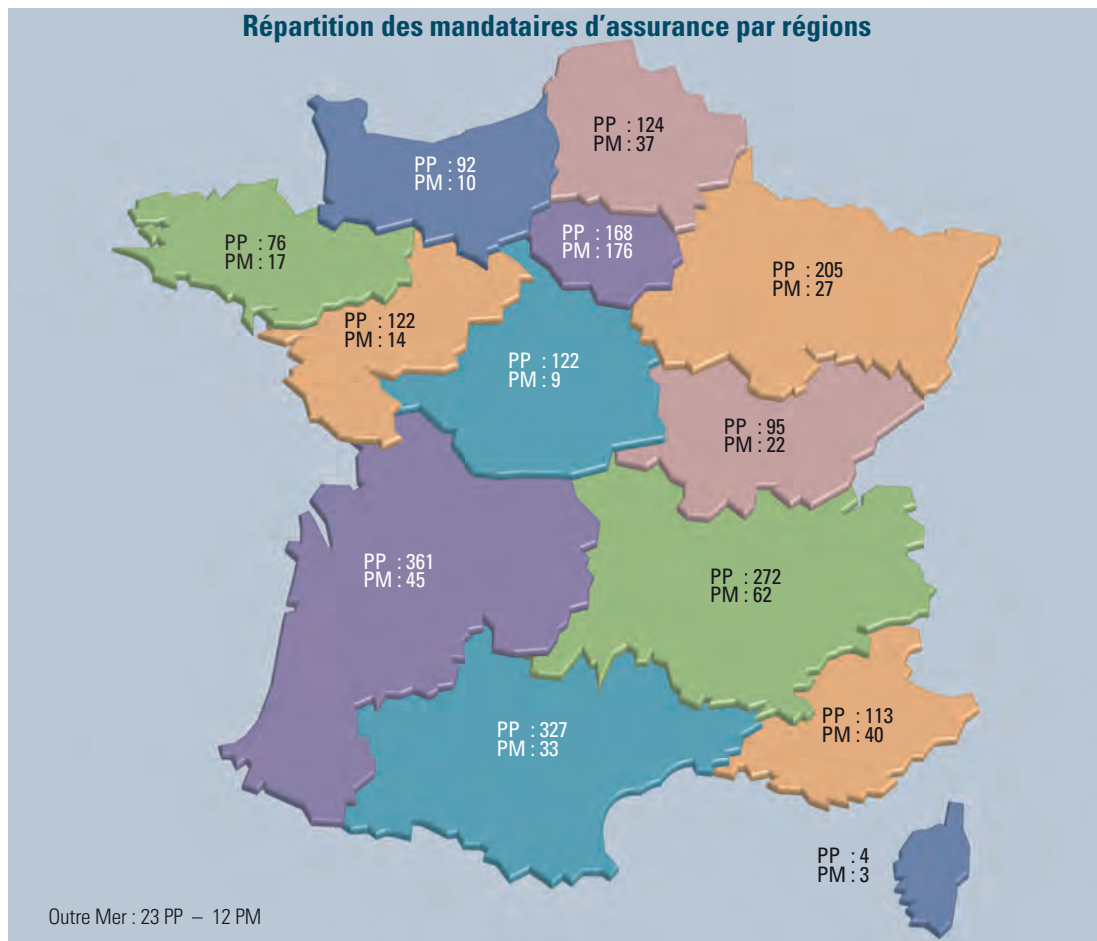 Répartition des mandataires d’assurance par régions
PP : 124
PM : 37
PP : 92
PM : 10
PP : 168
PM : 176
PP : 76
PM : 17
PP : 205
PM : 27
PP : 122
PM : 14
PP : 122
PM : 9
PP : 95
PM : 22
PP : 361
PM : 45
PP : 272
PM : 62
PP : 113
PM : 40
PP : 327
PM : 33
PP : 4
PM : 3
Outre Mer : 23 PP – 12 PM